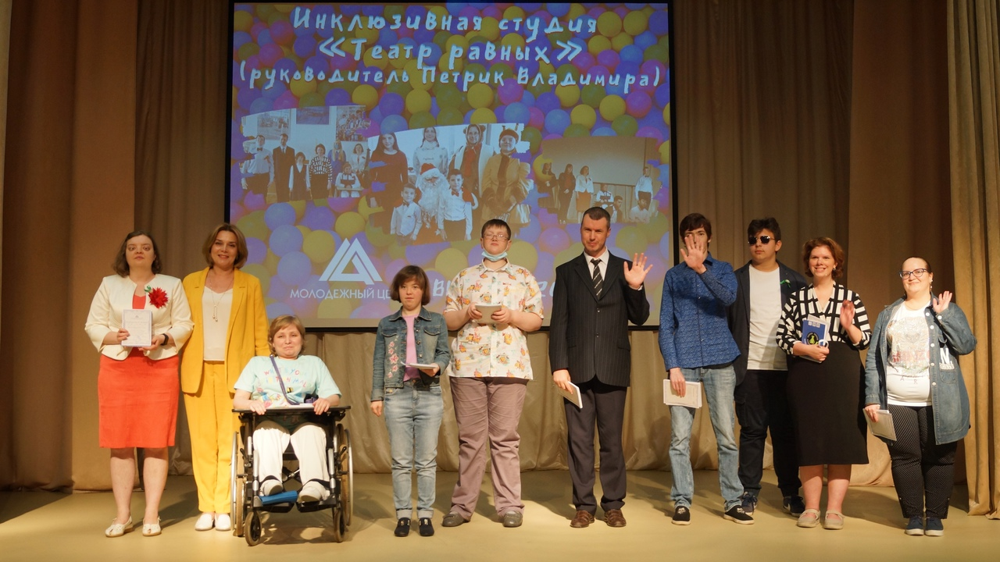 Инклюзивная студия
«Театр равных»
(руководитель Петрик Владимира)
МОЛОДЕЖНЫЙ